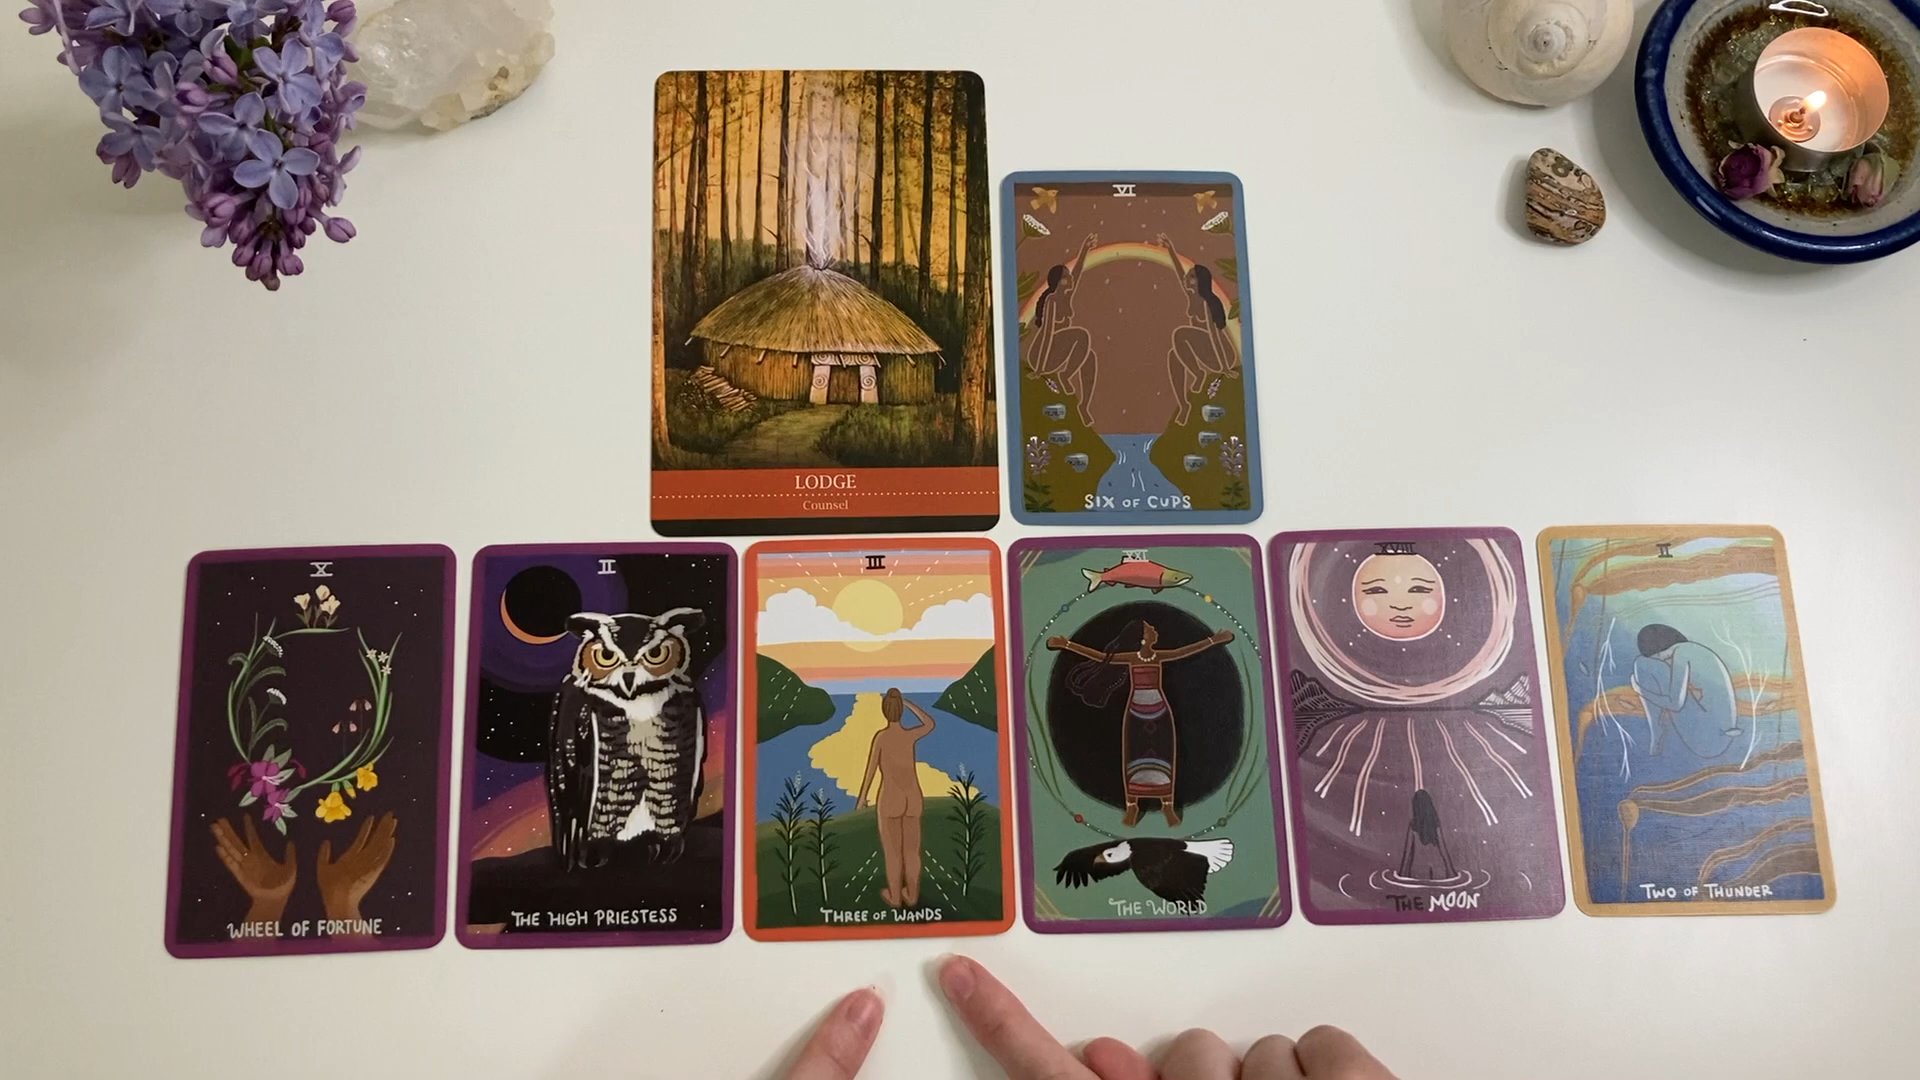 LODGE
Counsel
VI
SIX OF CUPS
X
WHEEL OF FORTUNE
II
THE HIGH PRIESTESS
III
THREE OF WANDS
XXI
THE WORLD
XVIII
THE MOON
II
TWO OF THUNDER